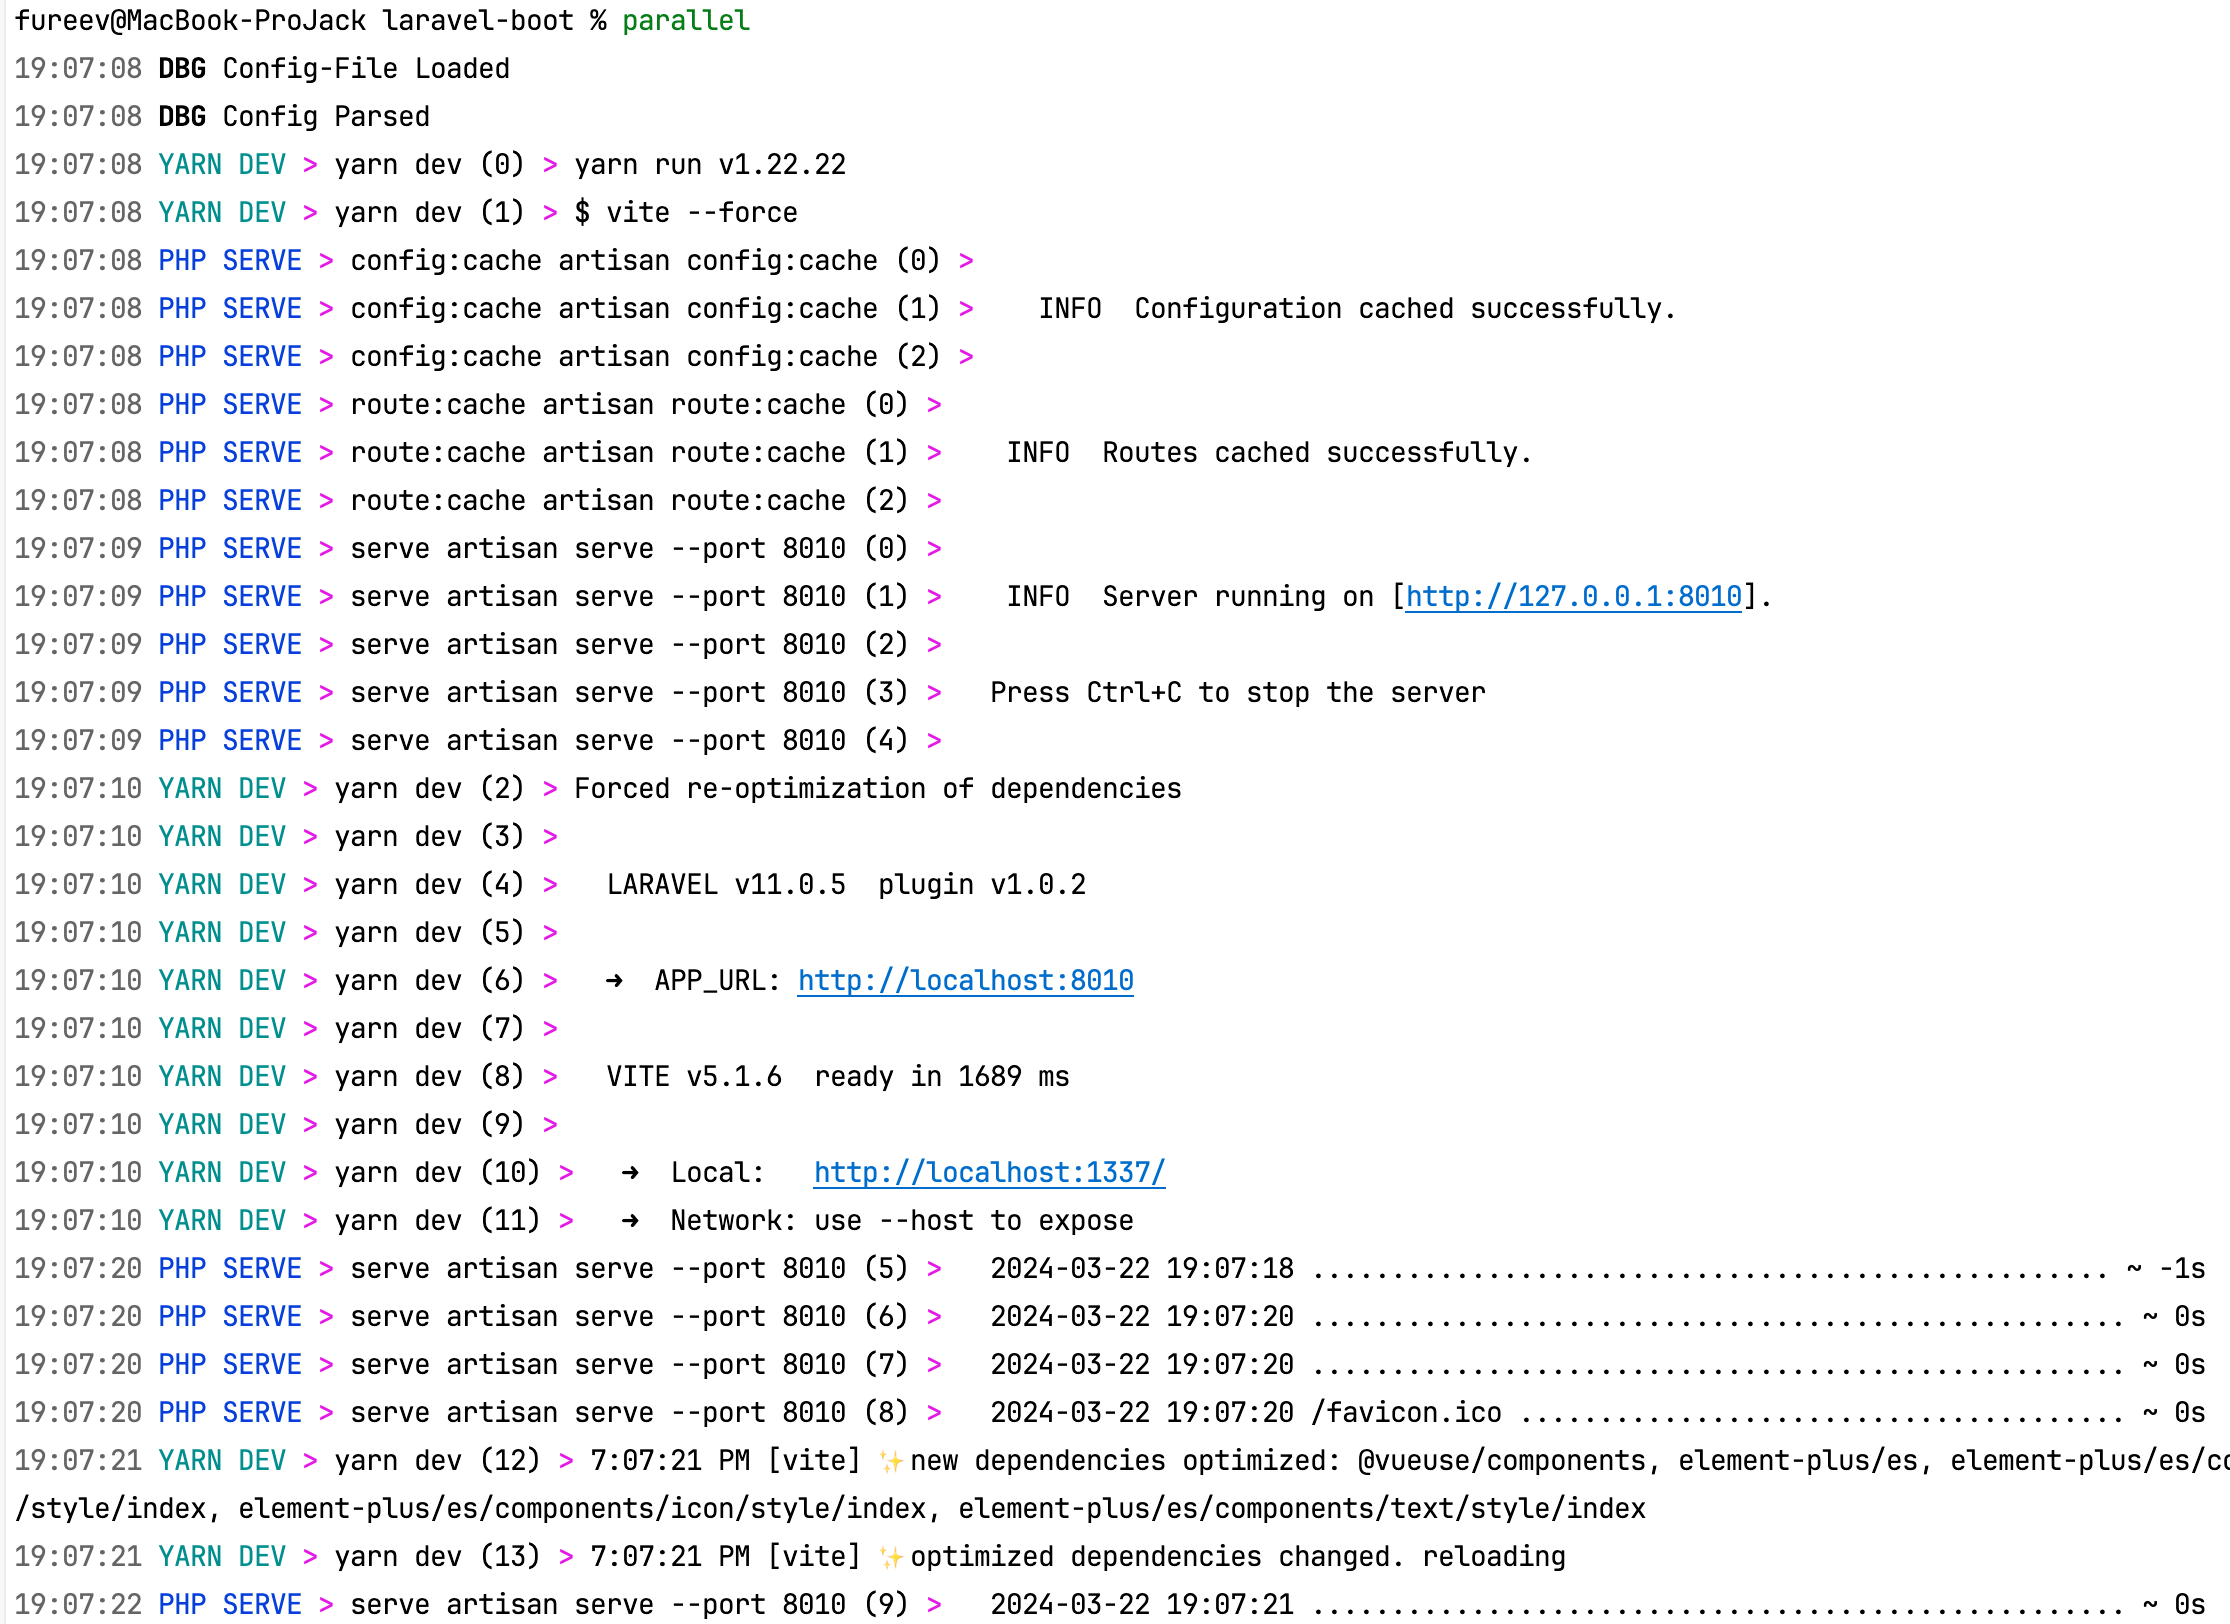 fureev@MacBook-ProJack laravel-boot % parallel
19:07:08 DBG Config-File Loaded
19:07:08 DBG Config Parsed
19:07:08 YARN DEV > yarn dev (0) > yarn run v1.22.22
19:07:08 YARN DEV > yarn dev (1) > $ vite --force
19:07:08 PHP SERVE > config:cache artisan config:cache (0) >
19:07:08 PHP SERVE > config:cache artisan config:cache (1) >    INFO  Configuration cached successfully.
19:07:08 PHP SERVE > config:cache artisan config:cache (2) >
19:07:08 PHP SERVE > route:cache artisan route:cache (0) >
19:07:08 PHP SERVE > route:cache artisan route:cache (1) >    INFO  Routes cached successfully.
19:07:08 PHP SERVE > route:cache artisan route:cache (2) >
19:07:09 PHP SERVE > serve artisan serve --port 8010 (0) >
19:07:09 PHP SERVE > serve artisan serve --port 8010 (1) >    INFO  Server running on [http://127.0.0.1:8010].
19:07:09 PHP SERVE > serve artisan serve --port 8010 (2) >
19:07:09 PHP SERVE > serve artisan serve --port 8010 (3) >   Press Ctrl+C to stop the server
19:07:09 PHP SERVE > serve artisan serve --port 8010 (4) >
19:07:10 YARN DEV > yarn dev (2) > Forced re-optimization of dependencies
19:07:10 YARN DEV > yarn dev (3) >
19:07:10 YARN DEV > yarn dev (4) >   LARAVEL v11.0.5  plugin v1.0.2
19:07:10 YARN DEV > yarn dev (5) >
19:07:10 YARN DEV > yarn dev (6) >   ➜  APP_URL: http://localhost:8010
19:07:10 YARN DEV > yarn dev (7) >
19:07:10 YARN DEV > yarn dev (8) >   VITE v5.1.6  ready in 1689 ms
19:07:10 YARN DEV > yarn dev (9) >
19:07:10 YARN DEV > yarn dev (10) >   ➜  Local:   http://localhost:1337/
19:07:10 YARN DEV > yarn dev (11) >   ➜  Network: use --host to expose
19:07:20 PHP SERVE > serve artisan serve --port 8010 (5) >   2024-03-22 19:07:18 .................................................. ~ -1s
19:07:20 PHP SERVE > serve artisan serve --port 8010 (6) >   2024-03-22 19:07:20 ................................................... ~ 0s
19:07:20 PHP SERVE > serve artisan serve --port 8010 (7) >   2024-03-22 19:07:20 ................................................... ~ 0s
19:07:20 PHP SERVE > serve artisan serve --port 8010 (8) >   2024-03-22 19:07:20 /favicon.ico ...................................... ~ 0s
19:07:21 YARN DEV > yarn dev (12) > 7:07:21 PM [vite] ✨new dependencies optimized: @vueuse/components, element-plus/es, element-plus/es/co
/style/index, element-plus/es/components/icon/style/index, element-plus/es/components/text/style/index
19:07:21 YARN DEV > yarn dev (13) > 7:07:21 PM [vite] ✨optimized dependencies changed. reloading
19:07:22 PHP SERVE > serve artisan serve --port 8010 (9) >   2024-03-22 19:07:21 ................................................... ~ 0s